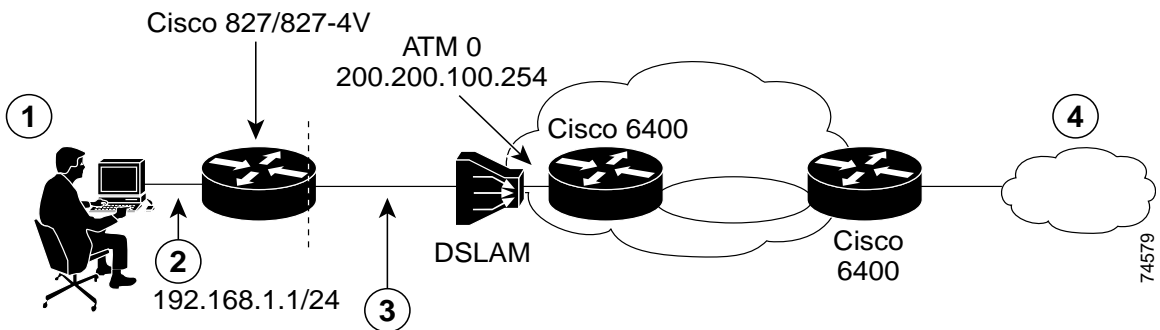 Cisco 827/827-4V
ATM 0
200.200.100.254
1
Cisco 6400
4
DSLAM
Cisco
6400
2
192.168.1.1/24
3
74579